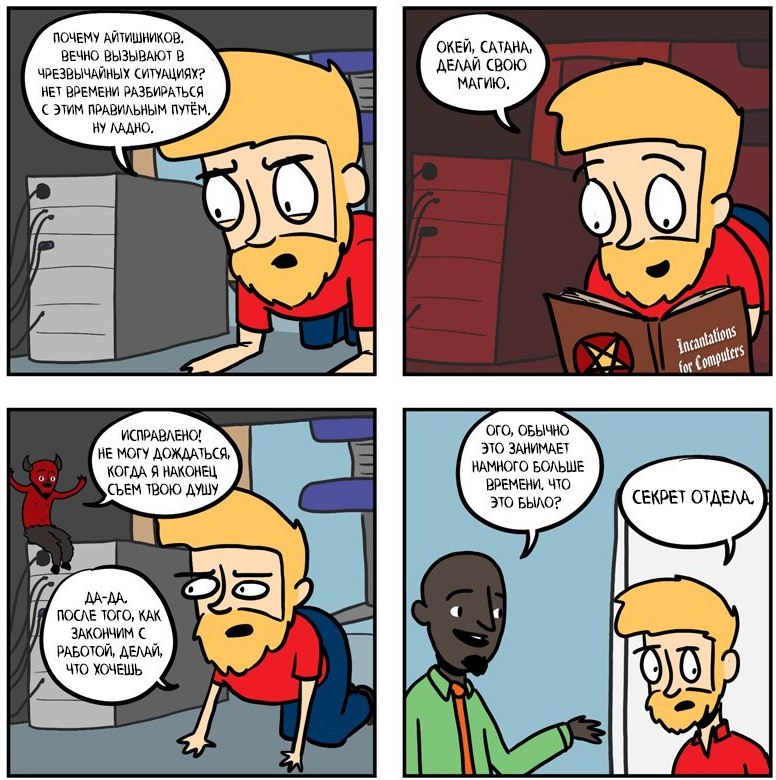 ПОЧЕМУ АЙТИШНИКОВ,
ВЕЧНО ВЫЗЫВАЮТ В
ЧРЕЗВЫЧАЙНЫХ СИТУАЦИЯХ?
НЕТ ВРЕМЕНИ РАЗБИРАТЬСЯ
С ЭТИМ ПРАВИЛЬНЫМ ПУТЁМ.
НУ ЛАДНО.
ОКЕЙ, САТАНА,
ДЕЛАЙ СВОЮ
МАГИЮ.
Incantations
for Computers
ИСПРАВЛЕНО!
НЕ МОГУ ДОЖДАТЬСЯ,
КОГДА Я НАКОНЕЦ
СЪЕМ ТВОЮ ДУШУ
ДА-ДА.
ПОСЛЕ ТОГО, КАК
ЗАКОНЧИМ С
РАБОТОЙ, ДЕЛАЙ,
ЧТО ХОЧЕШЬ
ОГО, ОБЫЧНО
ЭТО ЗАНИМАЕТ
НАМНОГО БОЛЬШЕ
ВРЕМЕНИ. ЧТО
ЭТО БЫЛО?
СЕКРЕТ ОТДЕЛА.